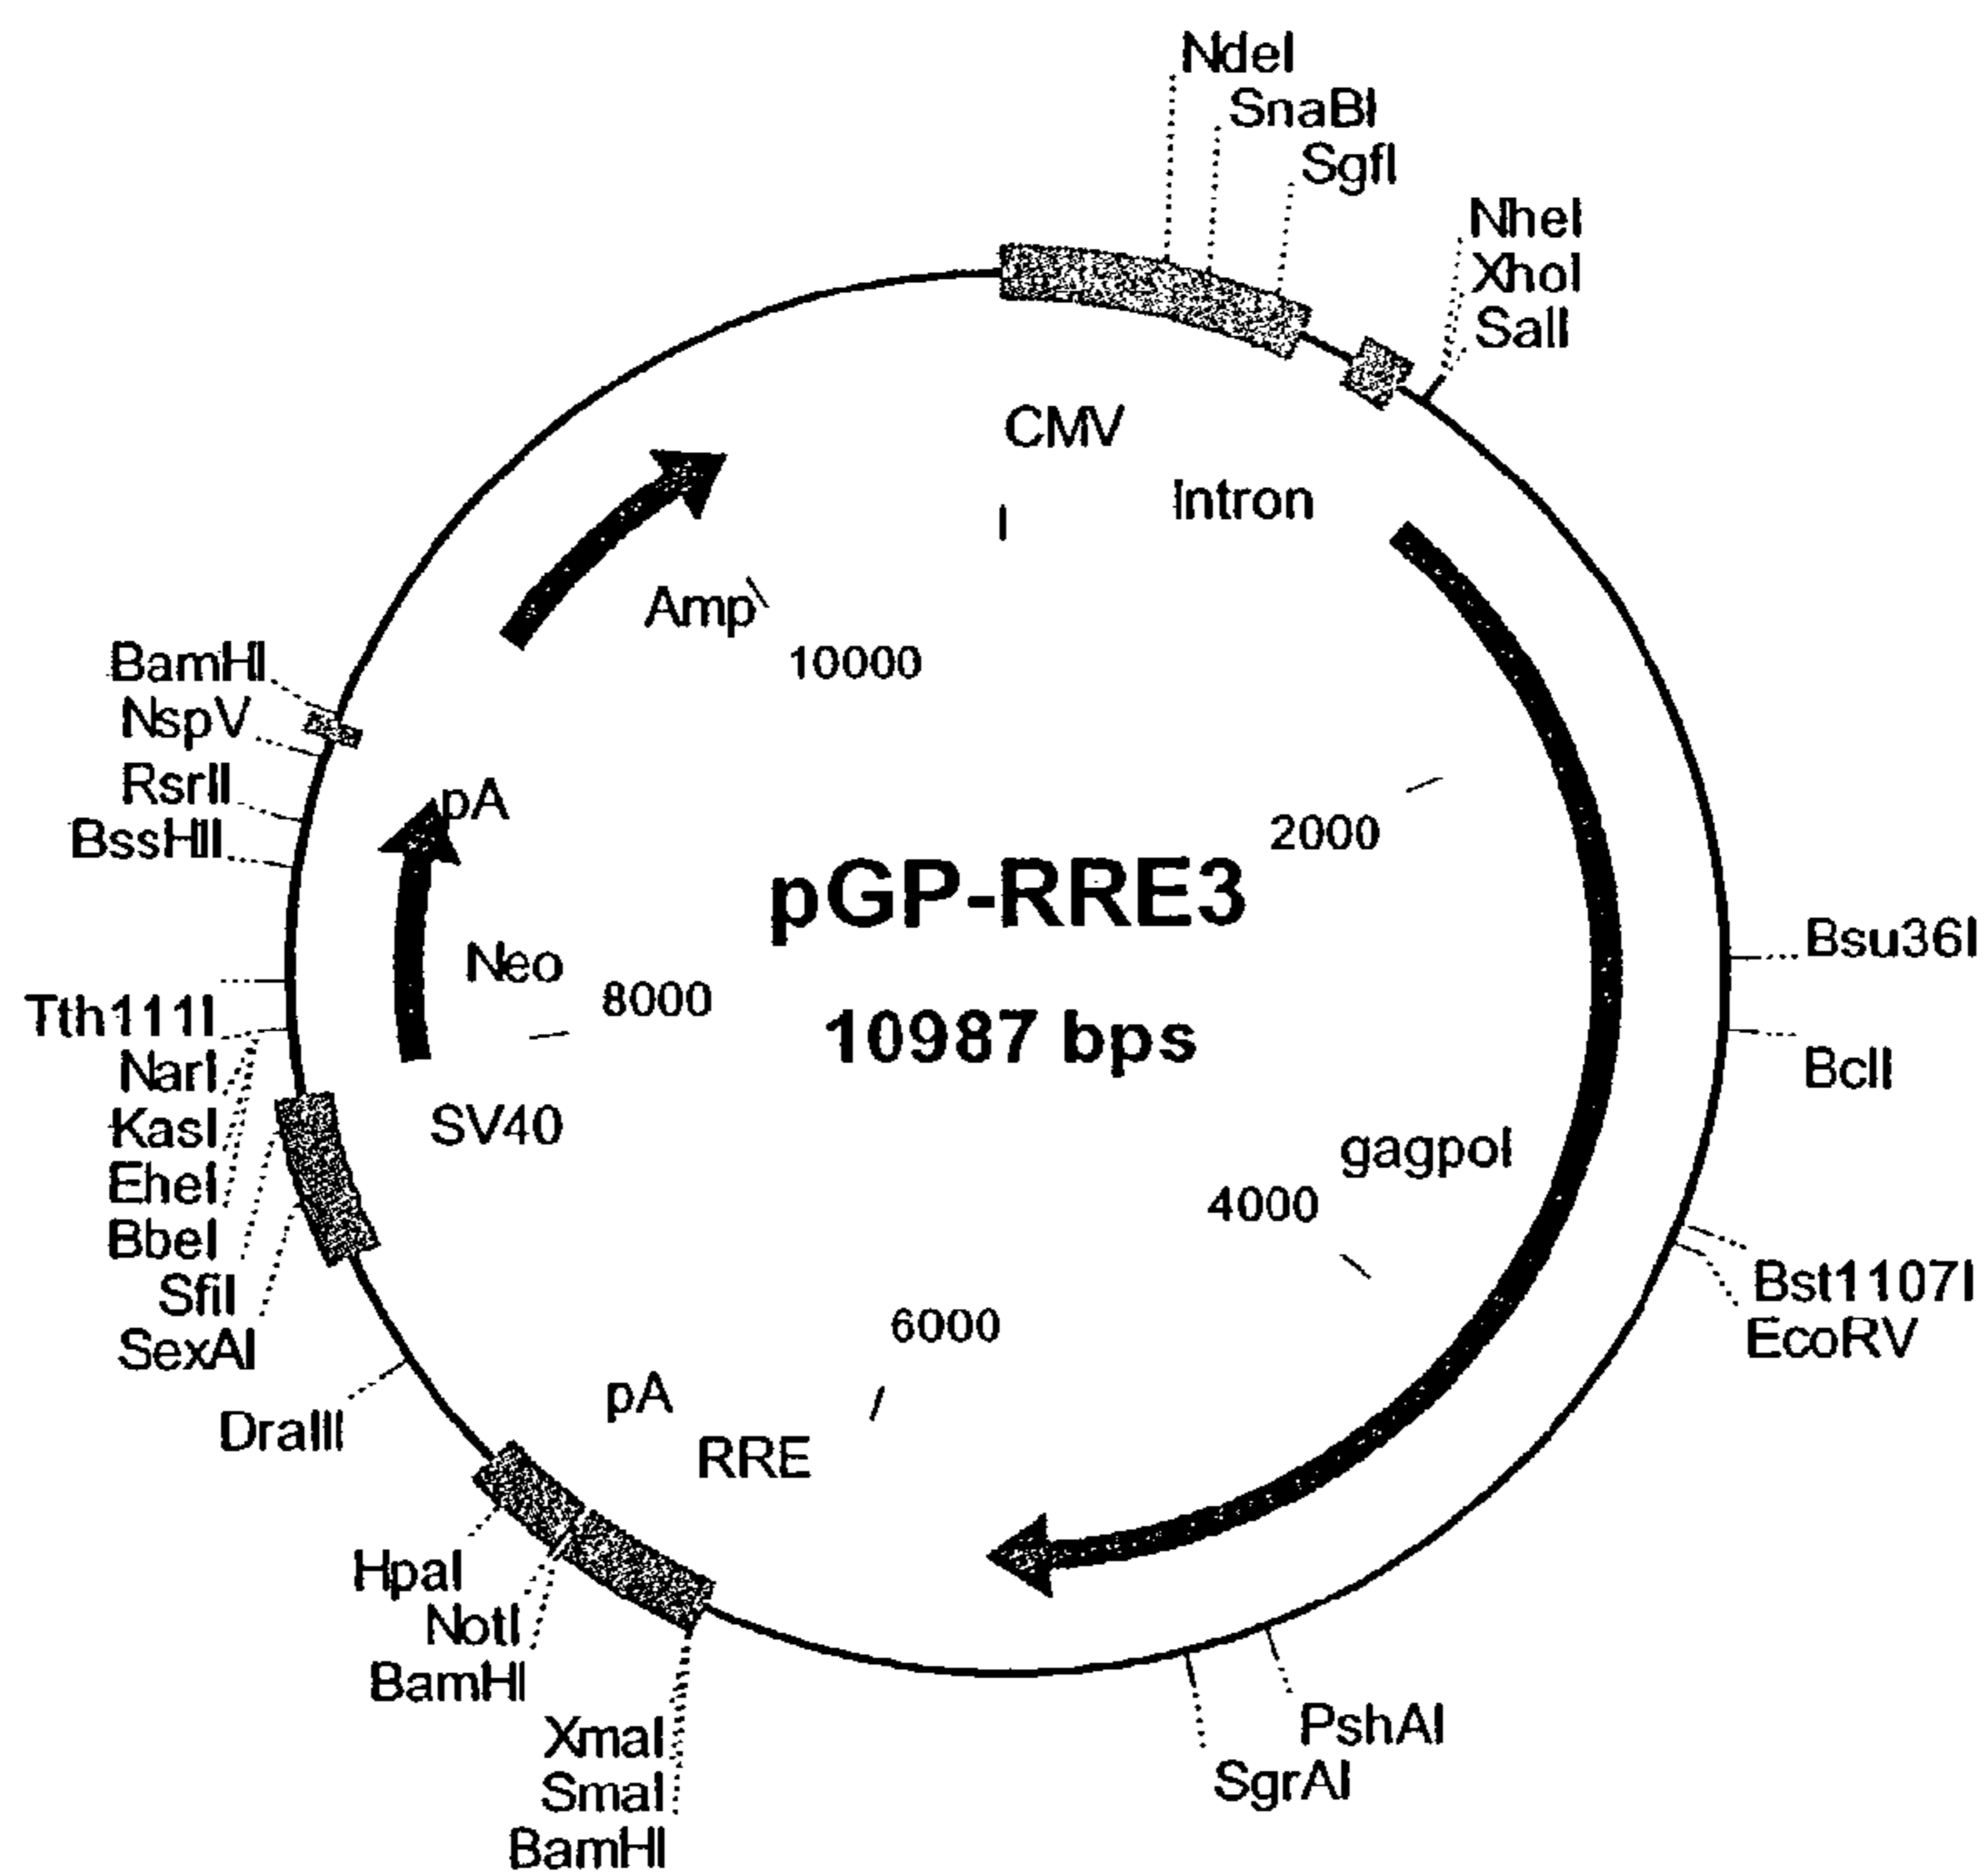 NdeI
SnaBI
SgfI
NheI
XhoI
SalI
CMV
Intron
Amp
10000
BamHI
NspV
RsrII
BssHII
pA
2000
pGP-RRE3
10987 bps
Neo
8000
Bsu36I
BclI
Tth111I
NarI
KasI
EheI
BbeI
SfiI
SexAI
DraIII
SV40
gagpol
4000
6000
Bst1107I
EcoRV
pA
RRE
HpaI
NotI
BamHI
XmaI
SmaI
BamHI
PshAI
SgrAI